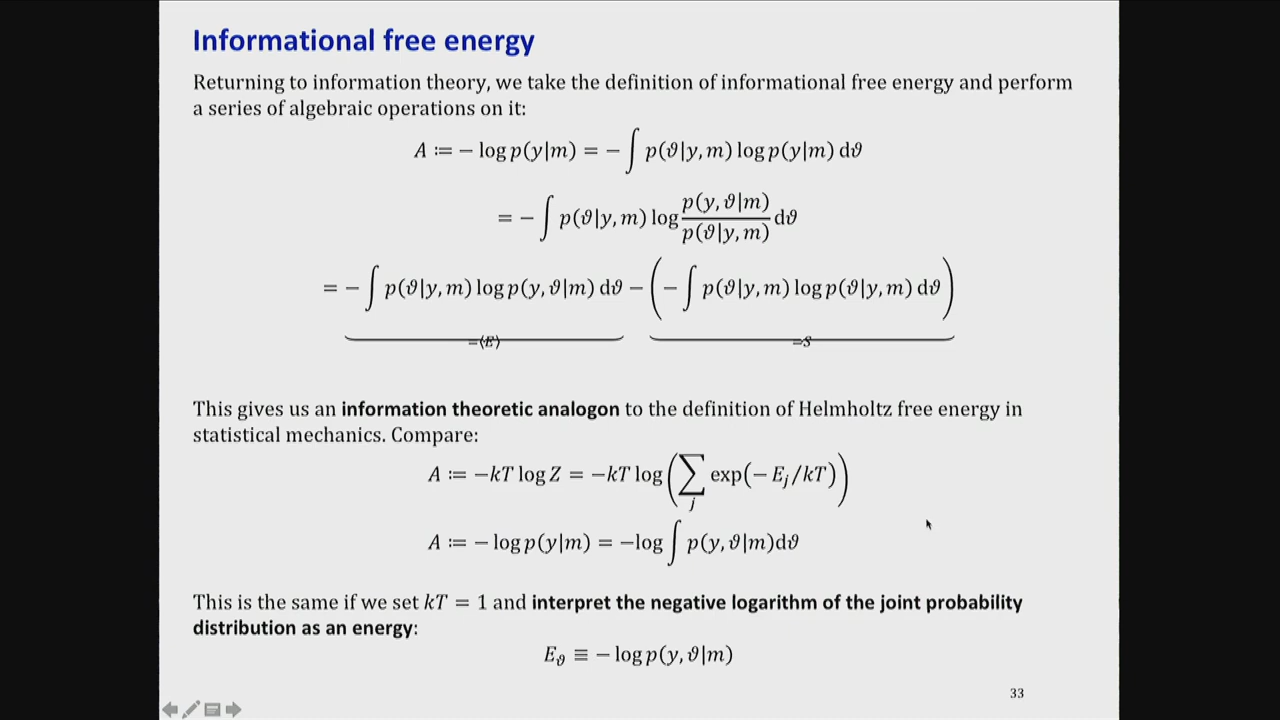 Informational free energy
Returning to information theory, we take the definition of informational free energy and perform
a series of algebraic operations on it:
A ≔ − log p(y|m) = − ∫ p(ϑ|y, m) log p(y|m) dϑ
= − ∫ p(ϑ|y, m) log p(y, ϑ|m) / p(ϑ|y, m) dϑ
= − ∫ p(ϑ|y, m) log p(y, ϑ|m) dϑ − (− ∫ p(ϑ|y, m) log p(ϑ|y, m) dϑ)
=⟨E⟩ =S
This gives us an information theoretic analogon to the definition of Helmholtz free energy in
statistical mechanics. Compare:
A ≔ −kT log Z = −kT log (∑j exp(− Ej/kT))
A ≔ − log p(y|m) = −log ∫ p(y, ϑ|m)dϑ
This is the same if we set kT = 1 and interpret the negative logarithm of the joint probability
distribution as an energy:
Eϑ ≡ − log p(y, ϑ|m)
33